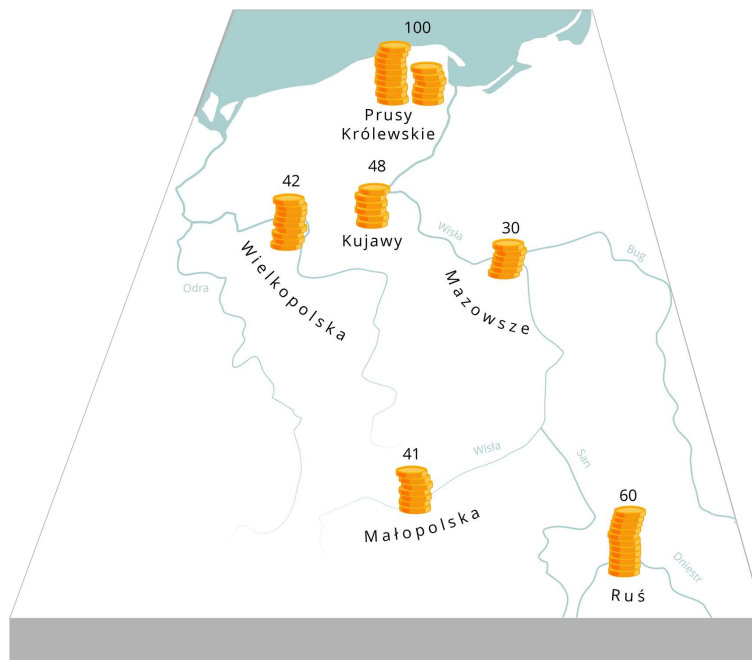 100
Prusy
Królewskie
48
42
Kujawy
Wisła
30
Bug
Wielkopolska
Mazowsze
Odra
41
Wisła
San
60
Małopolska
Dniestr
Ruś